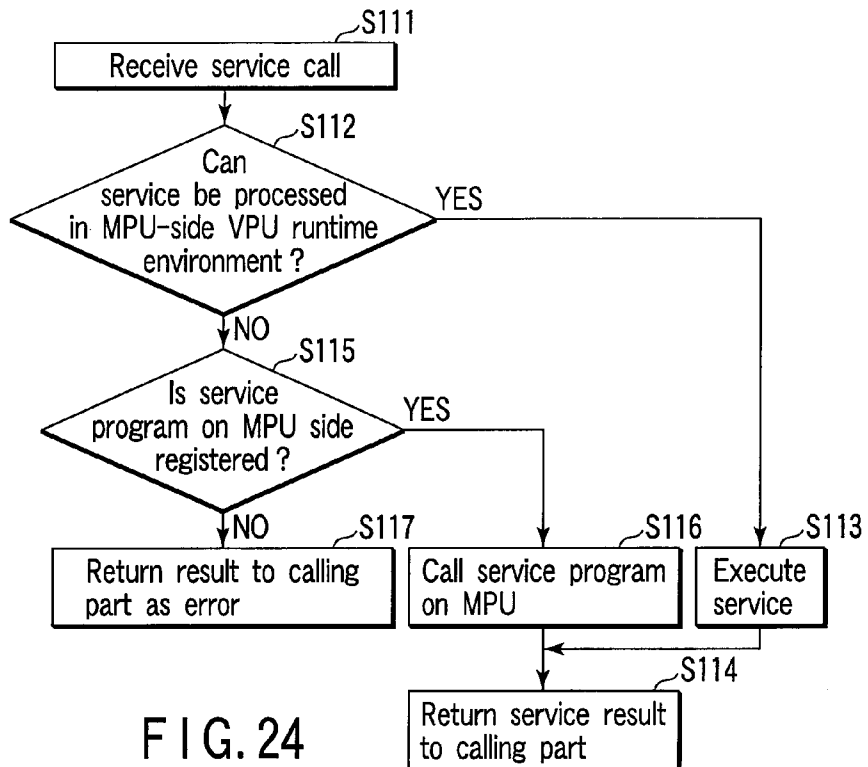 S111
Receive service call
S112
Can
service be processed
in MPU-side VPU runtime
environment ?
YES
NO
S115
Is service
program on MPU side
registered ?
YES
NO
S117
Return result to calling
part as error
S116
Call service program
on MPU
S113
Execute
service
S114
Return service result
to calling part
FIG. 24